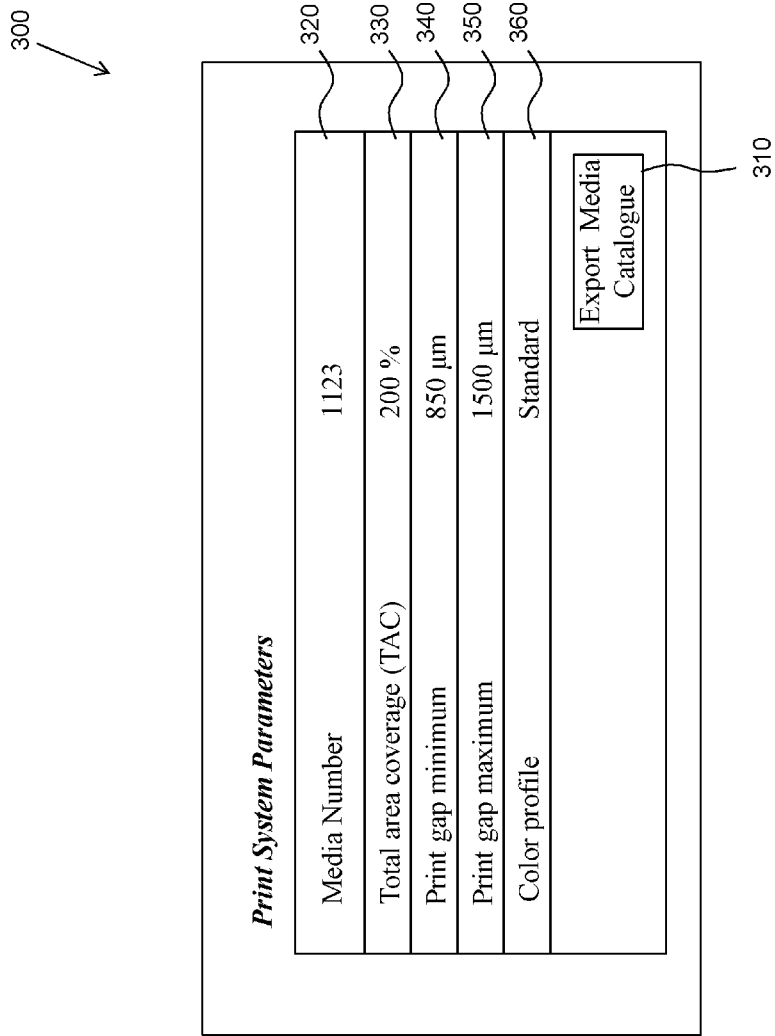 300
Print System Parameters
Media Number 1123 320
Total area coverage (TAC) 200 % 330
Print gap minimum 850 µm 340
Print gap maximum 1500 µm 350
Color profile Standard 360
Export Media
Catalogue
310